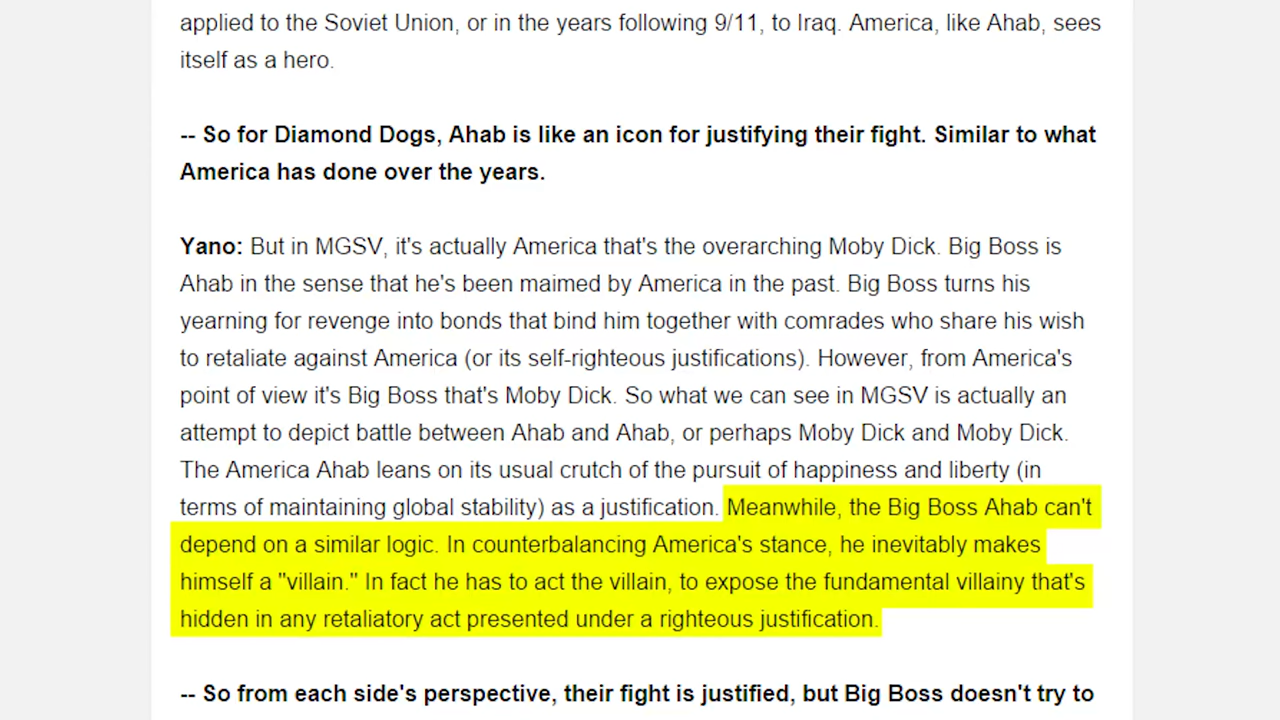 applied to the Soviet Union, or in the years following 9/11, to Iraq. America, like Ahab, sees
itself as a hero.
-- So for Diamond Dogs, Ahab is like an icon for justifying their fight. Similar to what
America has done over the years.
Yano: But in MGSV, it's actually America that's the overarching Moby Dick. Big Boss is
Ahab in the sense that he's been maimed by America in the past. Big Boss turns his
yearning for revenge into bonds that bind him together with comrades who share his wish
to retaliate against America (or its self-righteous justifications). However, from America's
point of view it's Big Boss that's Moby Dick. So what we can see in MGSV is actually an
attempt to depict battle between Ahab and Ahab, or perhaps Moby Dick and Moby Dick.
The America Ahab leans on its usual crutch of the pursuit of happiness and liberty (in
terms of maintaining global stability) as a justification. Meanwhile, the Big Boss Ahab can't
depend on a similar logic. In counterbalancing America's stance, he inevitably makes
himself a "villain." In fact he has to act the villain, to expose the fundamental villainy that's
hidden in any retaliatory act presented under a righteous justification.
-- So from each side's perspective, their fight is justified, but Big Boss doesn't try to